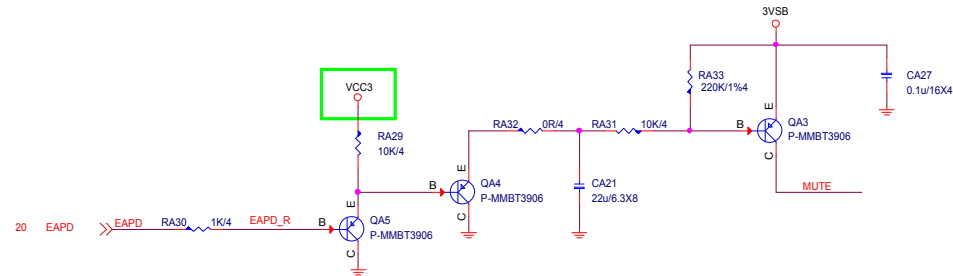 3VSB
VCC3
RA33
220K/1%4
CA27
0.1u/16X4
RA29
10K/4
RA32
0R/4
RA31
10K/4
B
E
C
QA3
P-MMBT3906
B
E
C
QA4
P-MMBT3906
CA21
22u/6.3X8
MUTE
20
EAPD
EAPD
RA30
1K/4
EAPD_R
B
E
C
QA5
P-MMBT3906